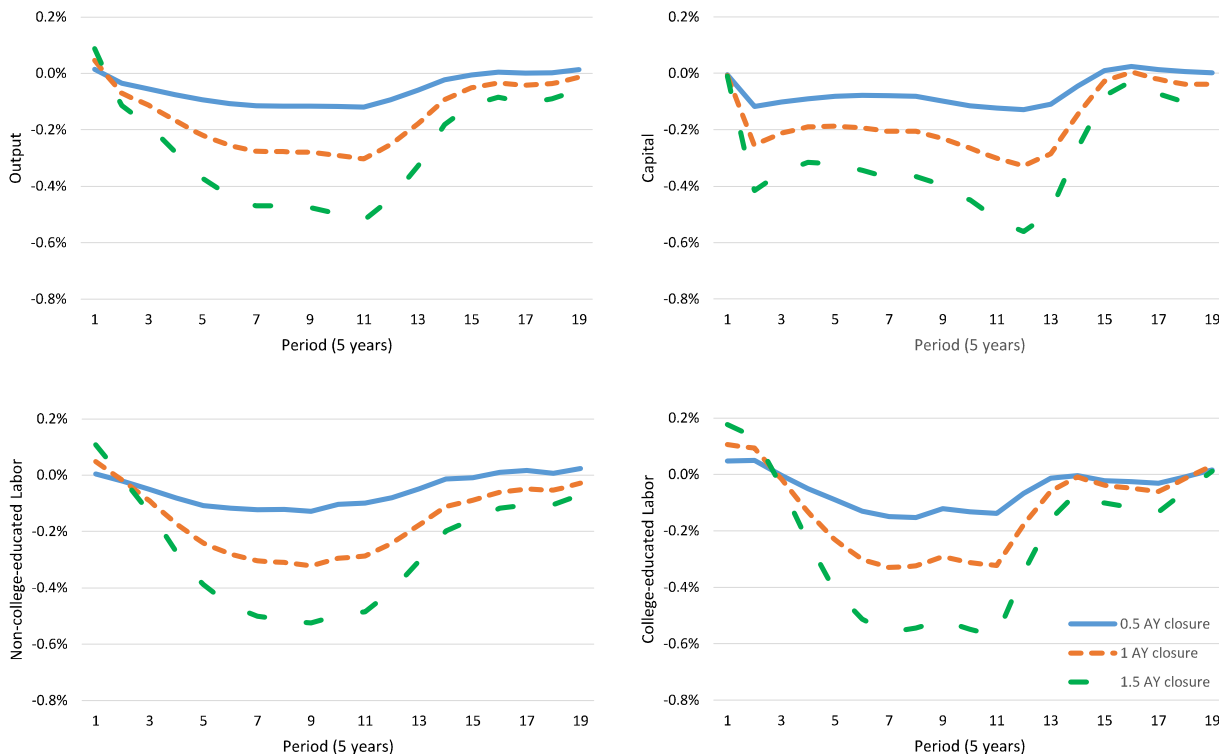 0.2%
0.0%
-0.2%
-0.4%
-0.6%
-0.8%
Output
1 3 5 7 9 11 13 15 17 19
Period (5 years)
0.2%
0.0%
-0.2%
-0.4%
-0.6%
-0.8%
Capital
1 3 5 7 9 11 13 15 17 19
Period (5 years)
0.2%
0.0%
-0.2%
-0.4%
-0.6%
-0.8%
Non-college-educated Labor
1 3 5 7 9 11 13 15 17 19
Period (5 years)
0.2%
0.0%
-0.2%
-0.4%
-0.6%
-0.8%
College-educated Labor
0.5 AY closure
1 AY closure
1.5 AY closure
1 3 5 7 9 11 13 15 17 19
Period (5 years)